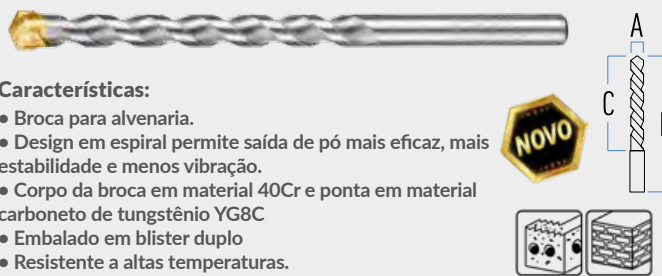 Características:
● Broca para alvenaria.
● Design em espiral permite saída de pó mais eficaz, mais
estabilidade e menos vibração.
● Corpo da broca em material 40Cr e ponta em material
carboneto de tungstênio YG8C
● Embalado em blister duplo
● Resistente a altas temperaturas.
NOVO
A
C